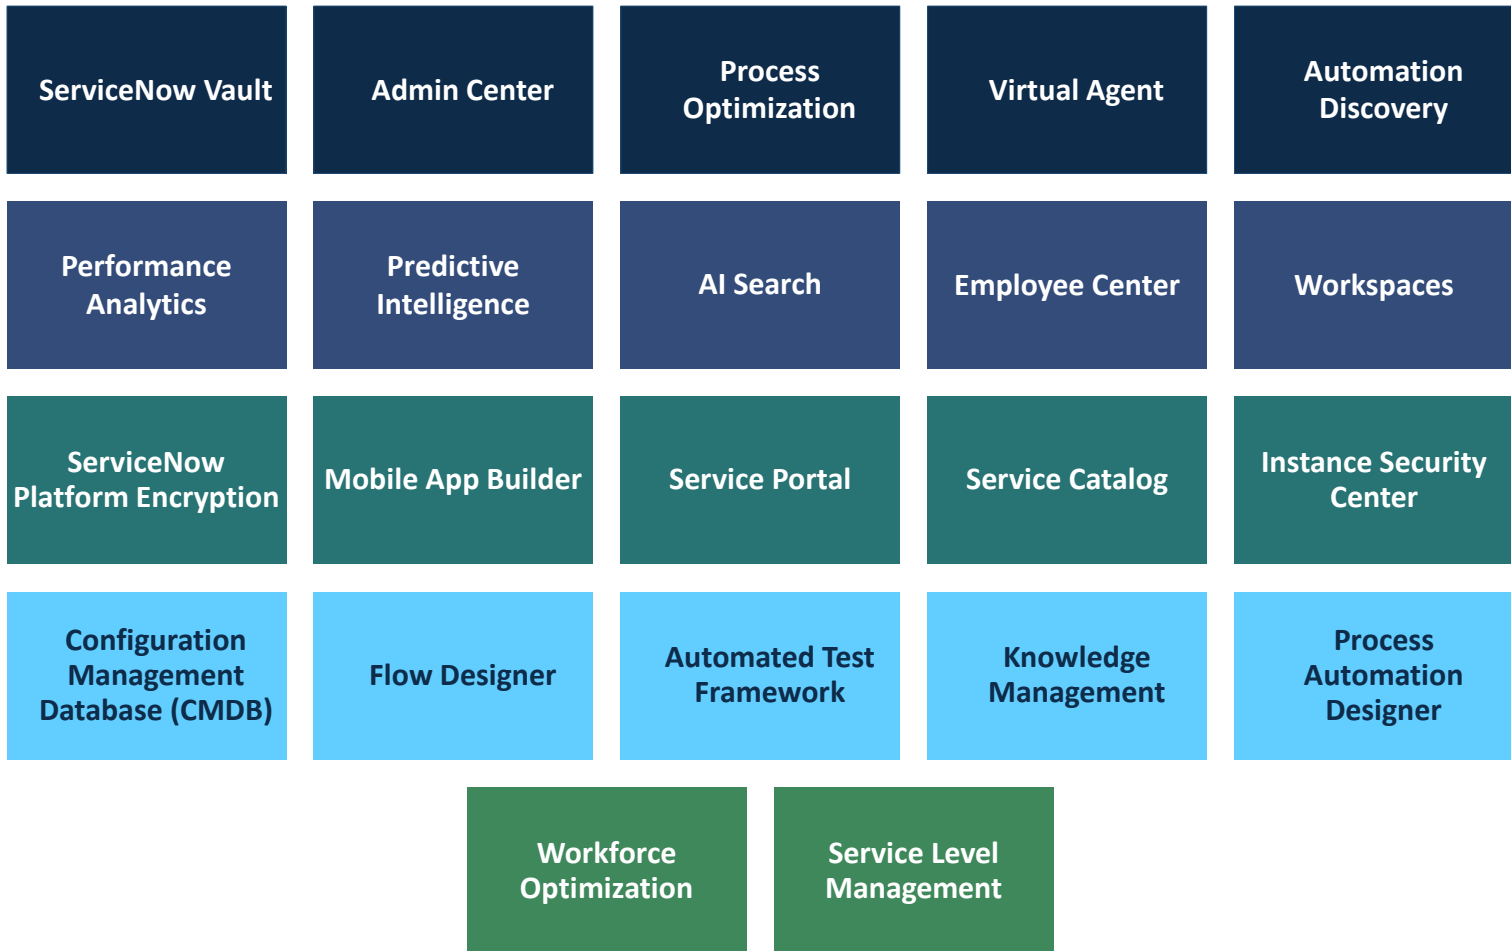 ServiceNow Vault
Admin Center
Process
Optimization
Virtual Agent
Automation
Discovery
Performance
Analytics
Predictive
Intelligence
AI Search
Employee Center
Workspaces
ServiceNow
Platform Encryption
Mobile App Builder
Service Portal
Service Catalog
Instance Security
Center
Configuration
Management
Database (CMDB)
Flow Designer
Automated Test
Framework
Knowledge
Management
Process
Automation
Designer
Workforce
Optimization
Service Level
Management